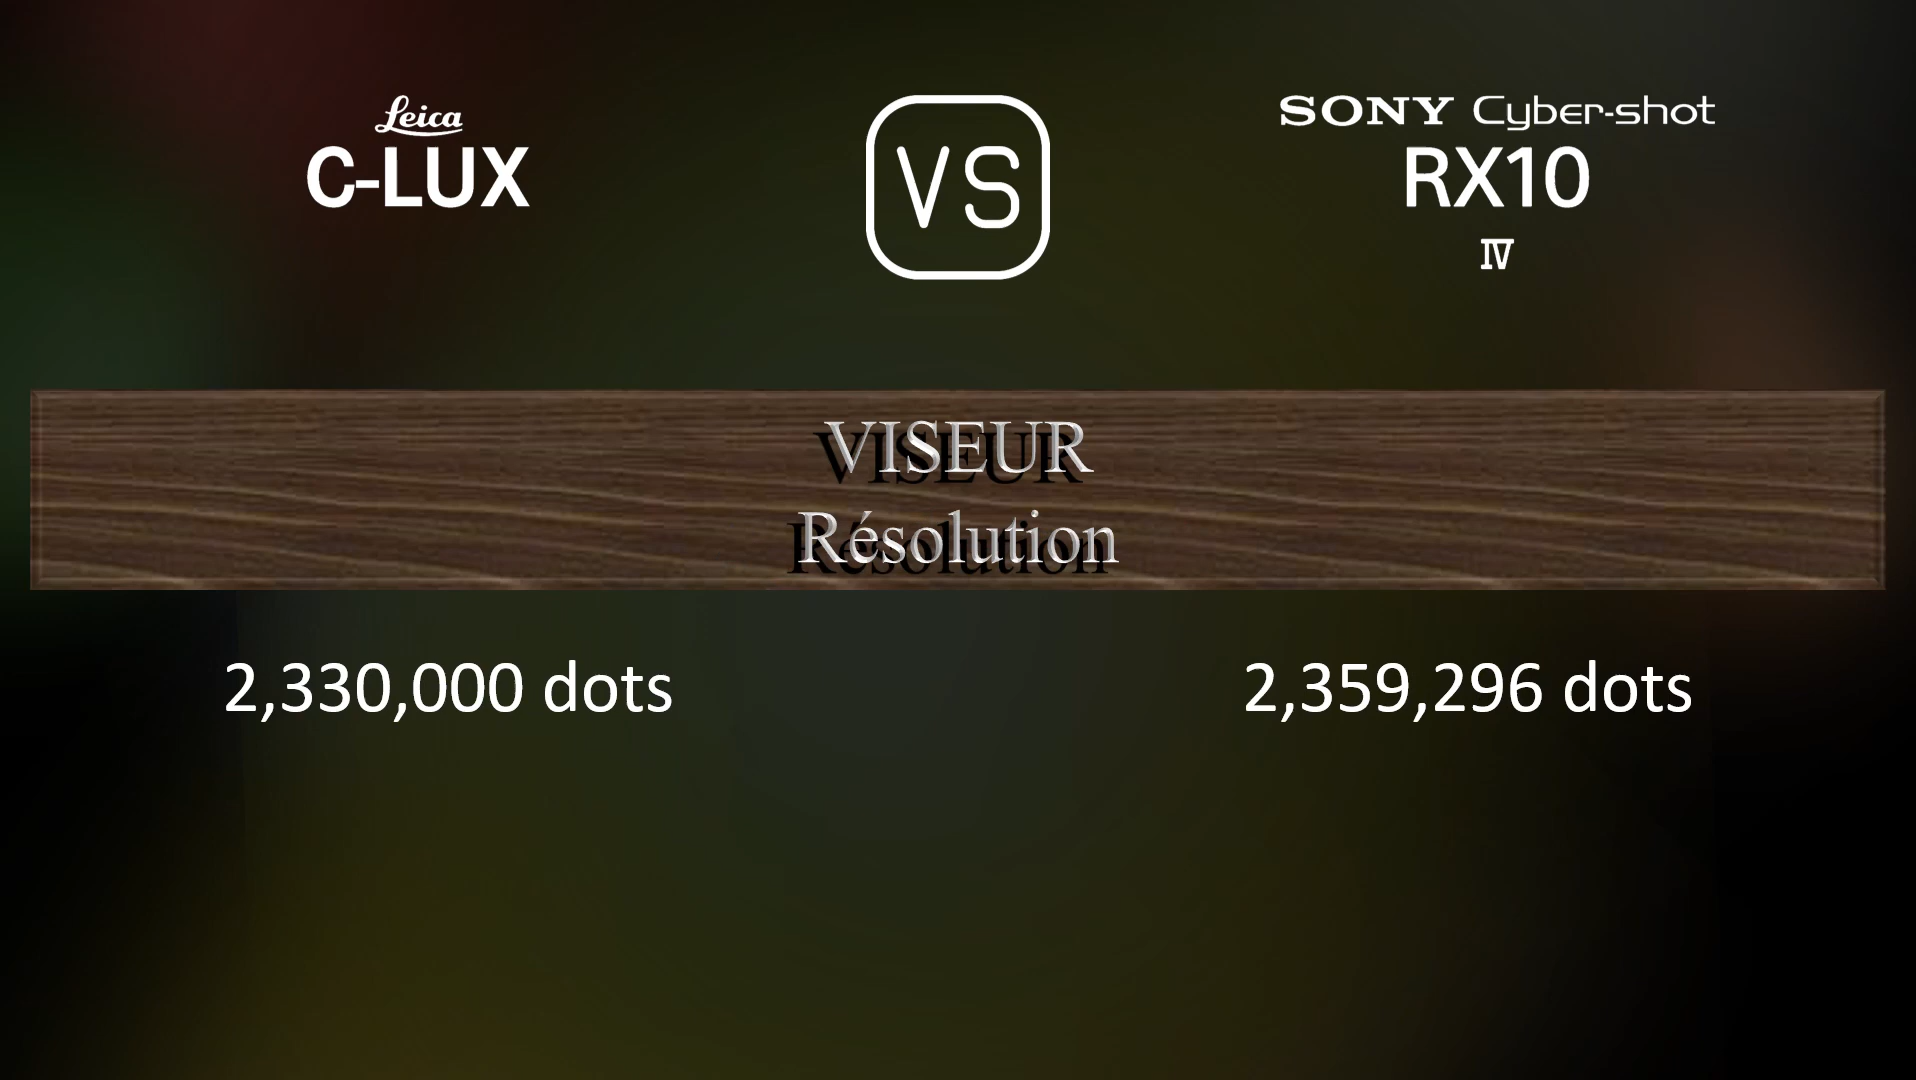 Leica
C-LUX
VS
SONY Cyber-shot
RX10
IV
VISEUR
Résolution
2,330,000 dots
2,359,296 dots